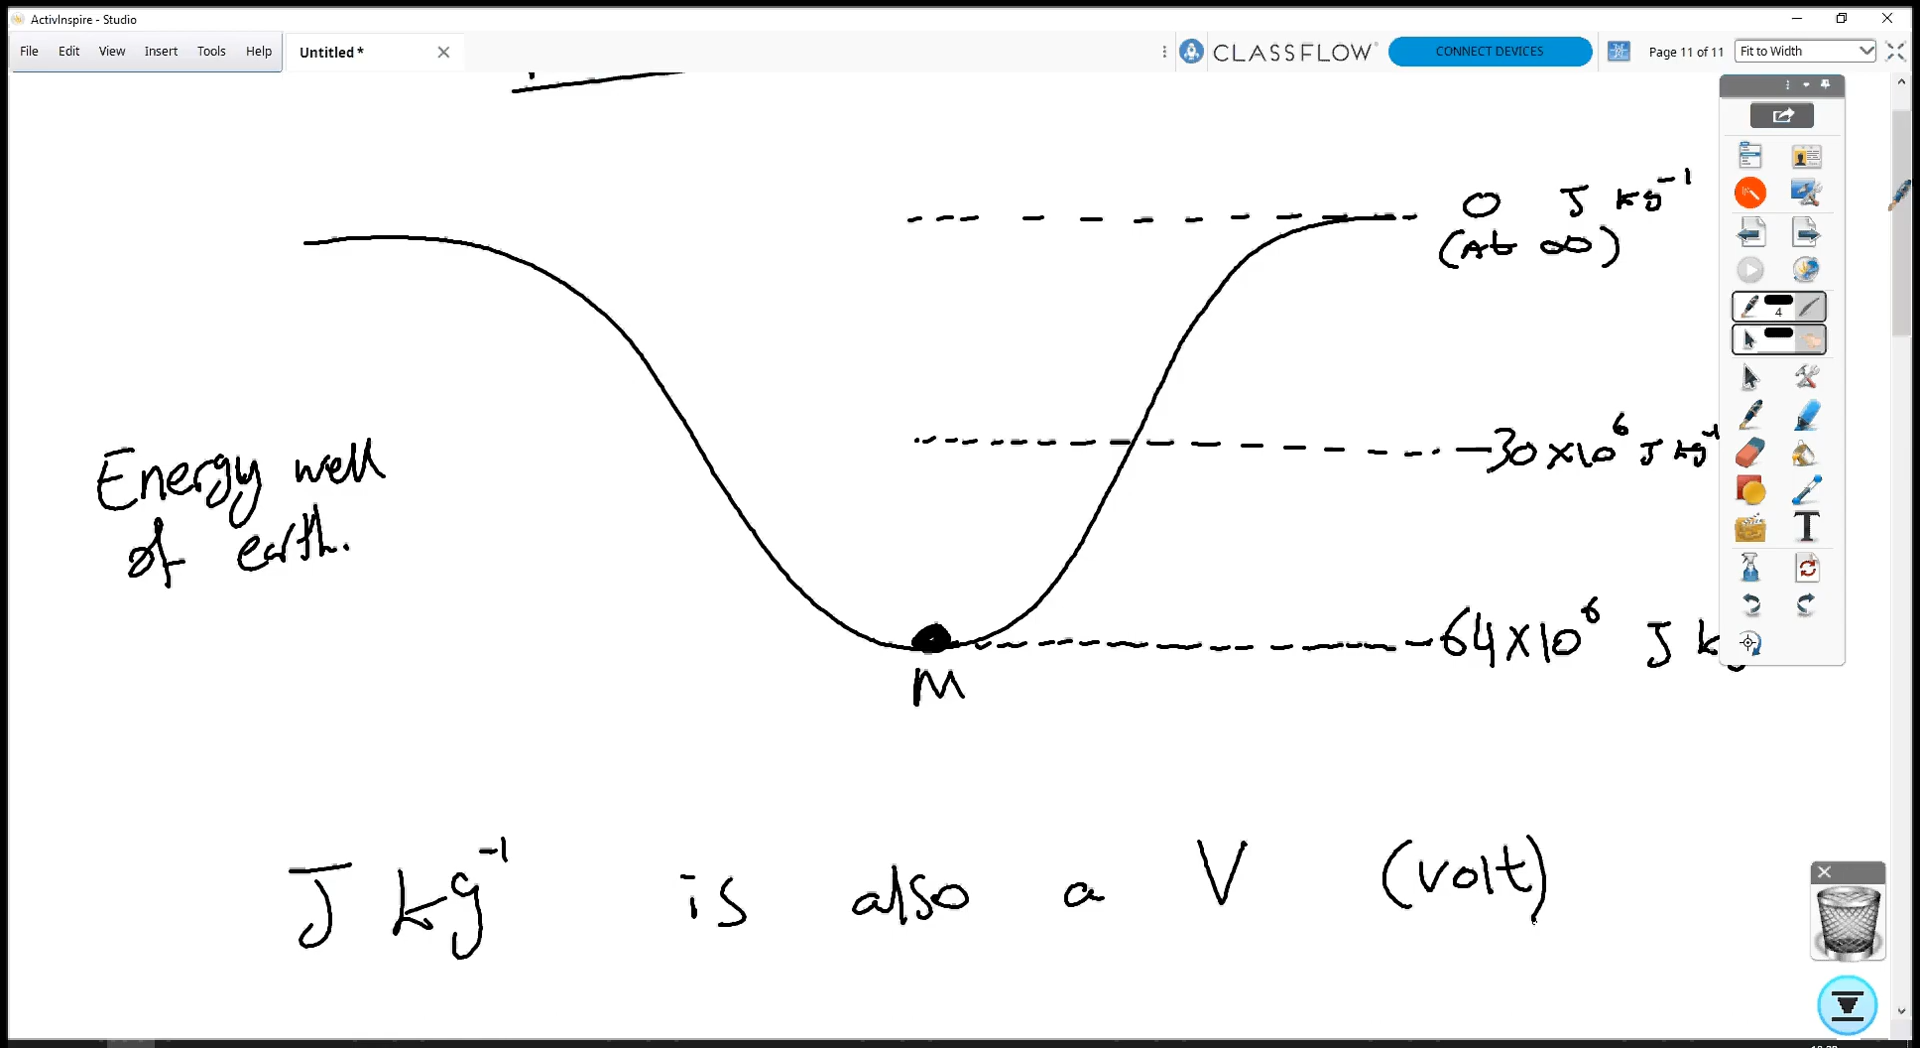 ActivInspire - Studio
File Edit View Insert Tools Help Untitled * CLASSFLOW CONNECT DEVICES Page 11 of 11 Fit to Width
0 J kg⁻¹
(At ∞)
4
-30×10⁶ J kg⁻¹
Energy well
of earth.
-64×10⁶ J k
M
T
J kg⁻¹ is also a V (volt)